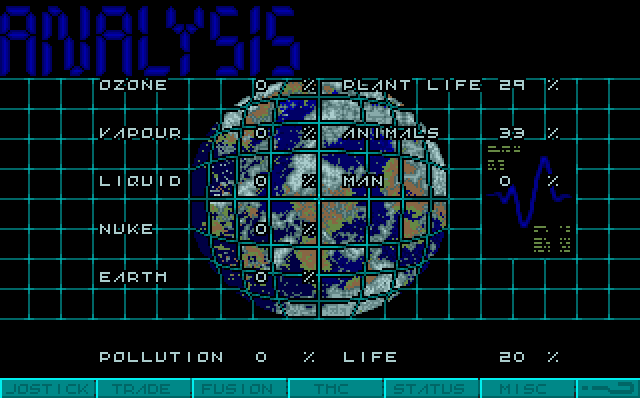 ANALYSIS
OZONE 0 % PLANT LIFE 29 %
VAPOUR 0 % ANIMALS 33 %
LIQUID 0 % MAN 0 %
NUKE 0 %
EARTH 0 %
POLLUTION 0 % LIFE 20 %
JOSTICK TRADE FUSION THC STATUS MISC